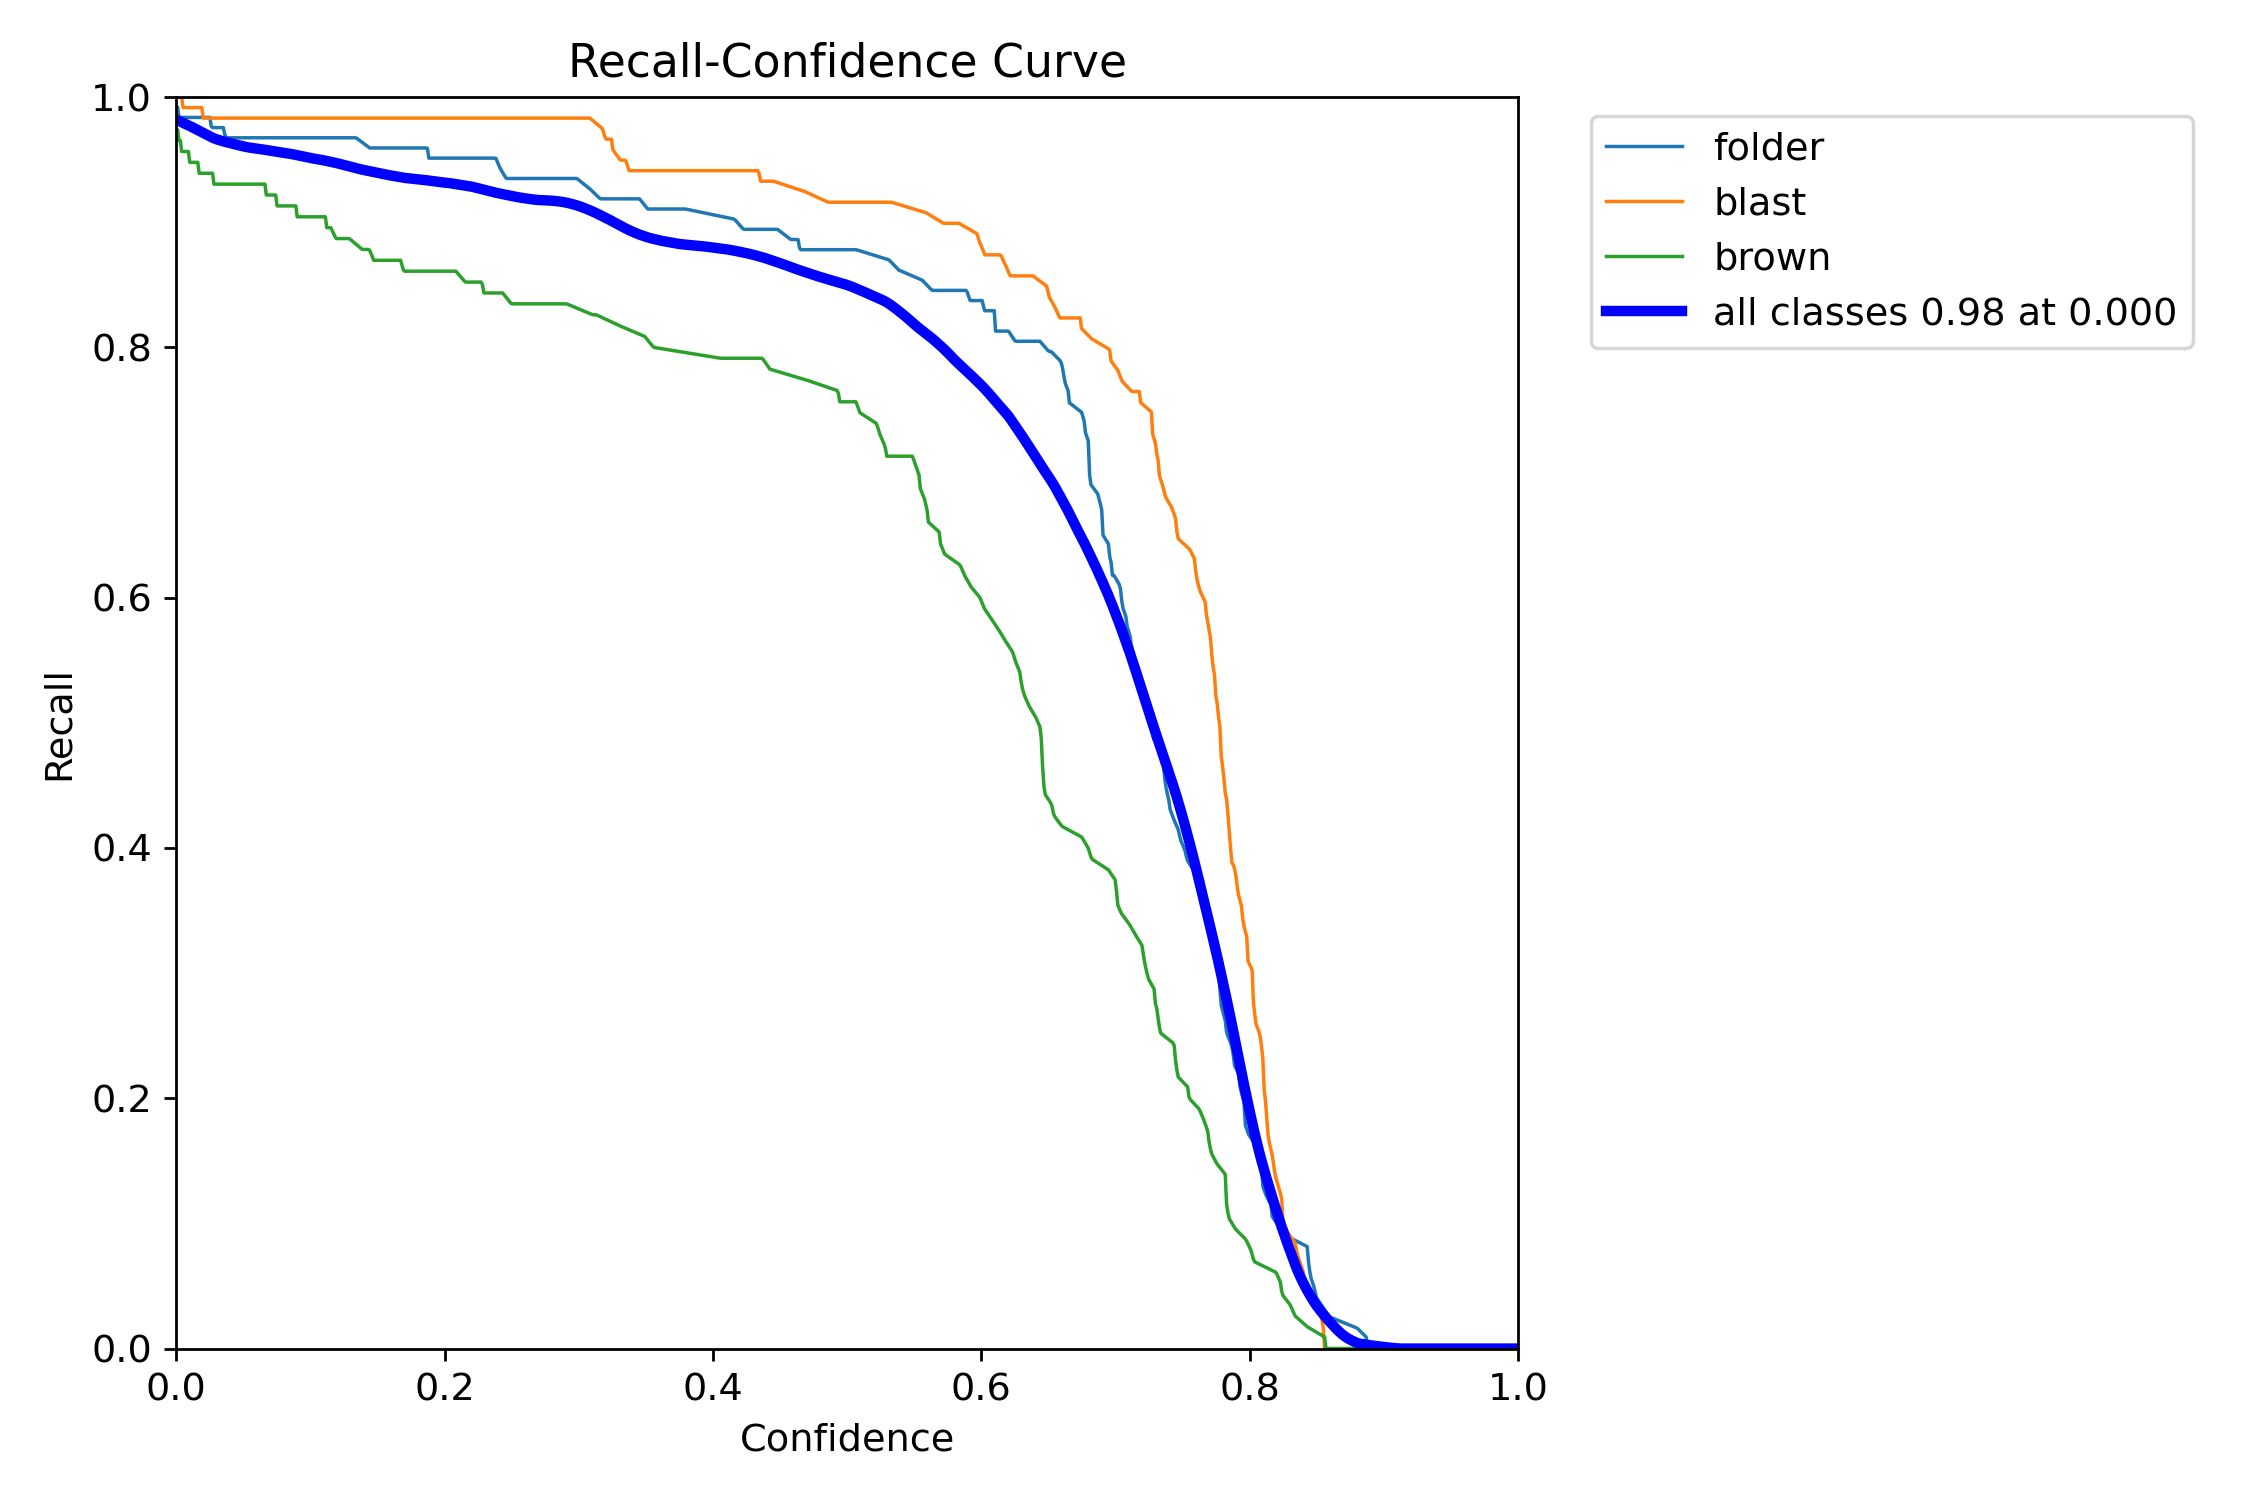 Recall-Confidence Curve
1.0
0.8
0.6
0.4
0.2
0.0
Recall
0.0 0.2 0.4 0.6 0.8 1.0
Confidence
folder
blast
brown
all classes 0.98 at 0.000